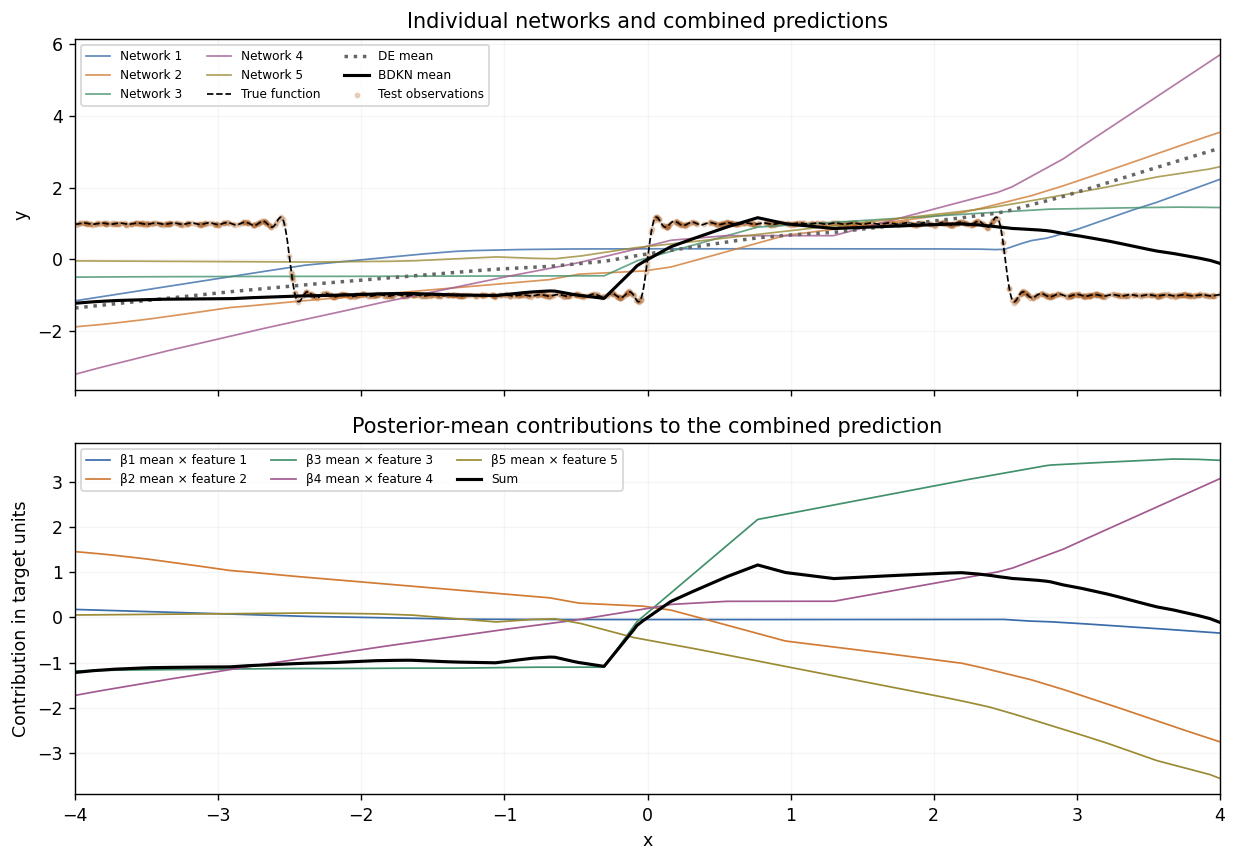 Individual networks and combined predictions
Network 1 Network 4 DE mean
Network 2 Network 5 BDKN mean
Network 3 True function Test observations
6
4
2
0
−2
y
Posterior-mean contributions to the combined prediction
β1 mean × feature 1 β3 mean × feature 3 β5 mean × feature 5
β2 mean × feature 2 β4 mean × feature 4 Sum
3
2
1
0
−1
−2
−3
Contribution in target units
−4 −3 −2 −1 0 1 2 3 4
x